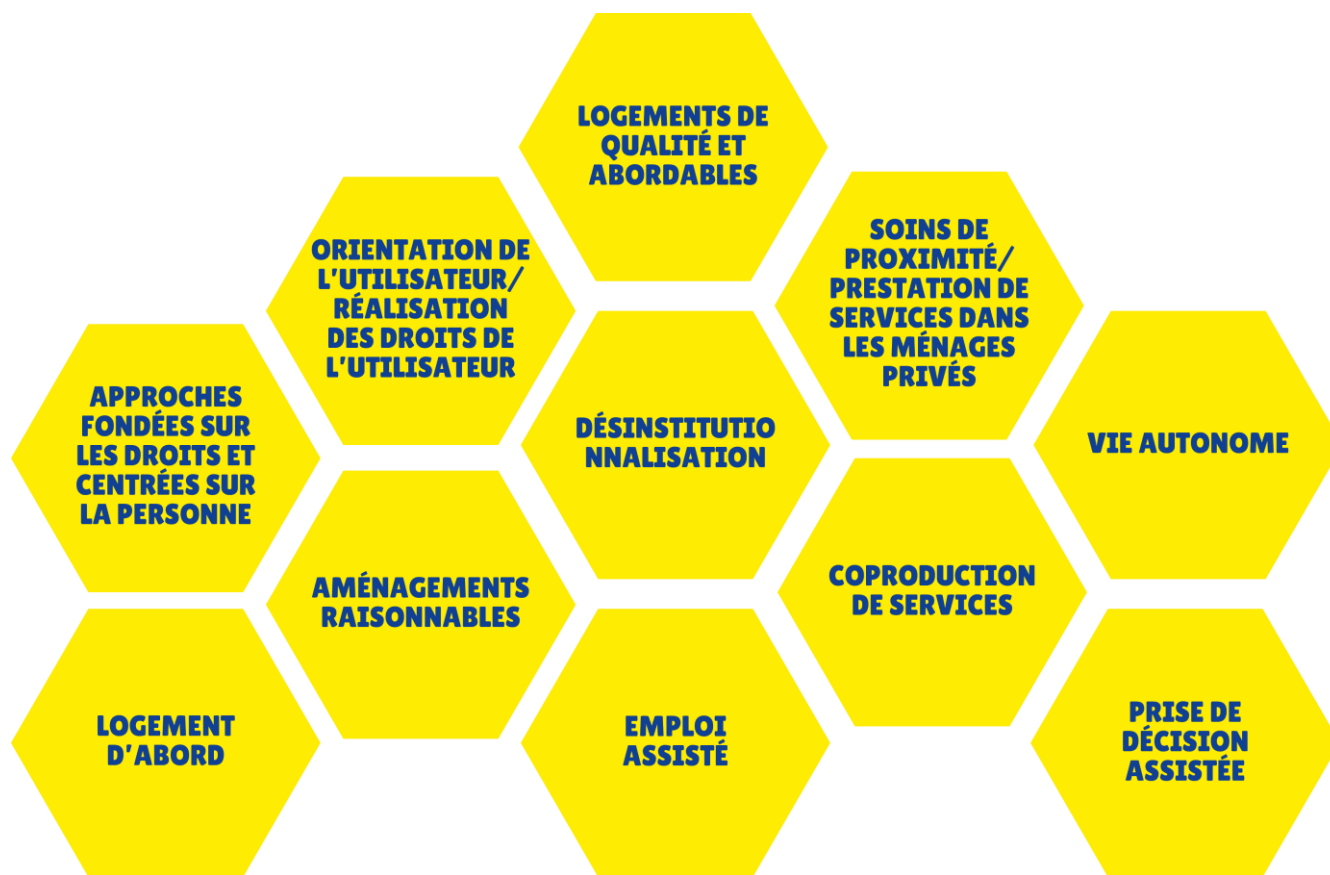 LOGEMENTS DE
QUALITÉ ET
ABORDABLES
ORIENTATION DE
L'UTILISATEUR/
RÉALISATION
DES DROITS DE
L'UTILISATEUR
SOINS DE
PROXIMITÉ/
PRESTATION DE
SERVICES DANS
LES MÉNAGES
PRIVÉS
APPROCHES
FONDÉES SUR
LES DROITS ET
CENTRÉES SUR
LA PERSONNE
DÉSINSTITUTIO
NNALISATION
VIE AUTONOME
AMÉNAGEMENTS
RAISONNABLES
COPRODUCTION
DE SERVICES
LOGEMENT
D'ABORD
EMPLOI
ASSISTÉ
PRISE DE
DÉCISION
ASSISTÉE